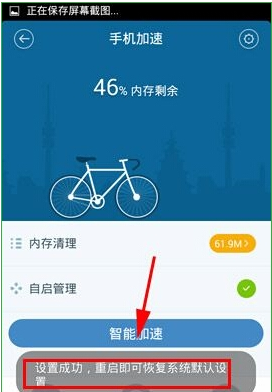 正在保存屏幕截图...
手机加速
46% 内存剩余
内存清理
61.9M
自启管理
智能加速
设置成功，重启即可恢复系统默认设
置